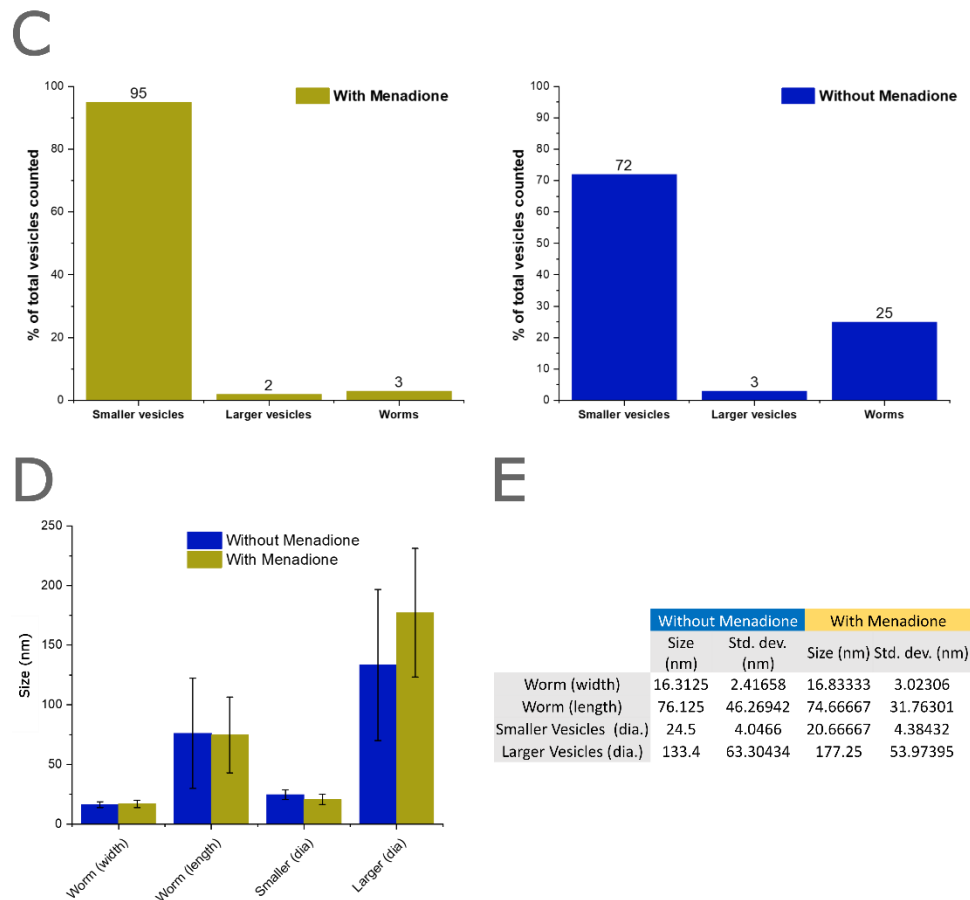 C
With Menadione
% of total vesicles counted
100
80
60
40
20
0
95
2
3
Smaller vesicles
Larger vesicles
Worms
Without Menadione
% of total vesicles counted
100
90
80
70
60
50
40
30
20
10
0
72
3
25
Smaller vesicles
Larger vesicles
Worms
D
Without Menadione
With Menadione
Size (nm)
250
200
150
100
50
0
Worm (width)
Worm (length)
Smaller (dia)
Larger (dia)
E
Without Menadione With Menadione
Size (nm) Std. dev. (nm) Size (nm) Std. dev. (nm)
Worm (width) 16.3125 2.41658 16.83333 3.02306
Worm (length) 76.125 46.26942 74.66667 31.76301
Smaller Vesicles (dia.) 24.5 4.0466 20.66667 4.38432
Larger Vesicles (dia.) 133.4 63.30434 177.25 53.97395